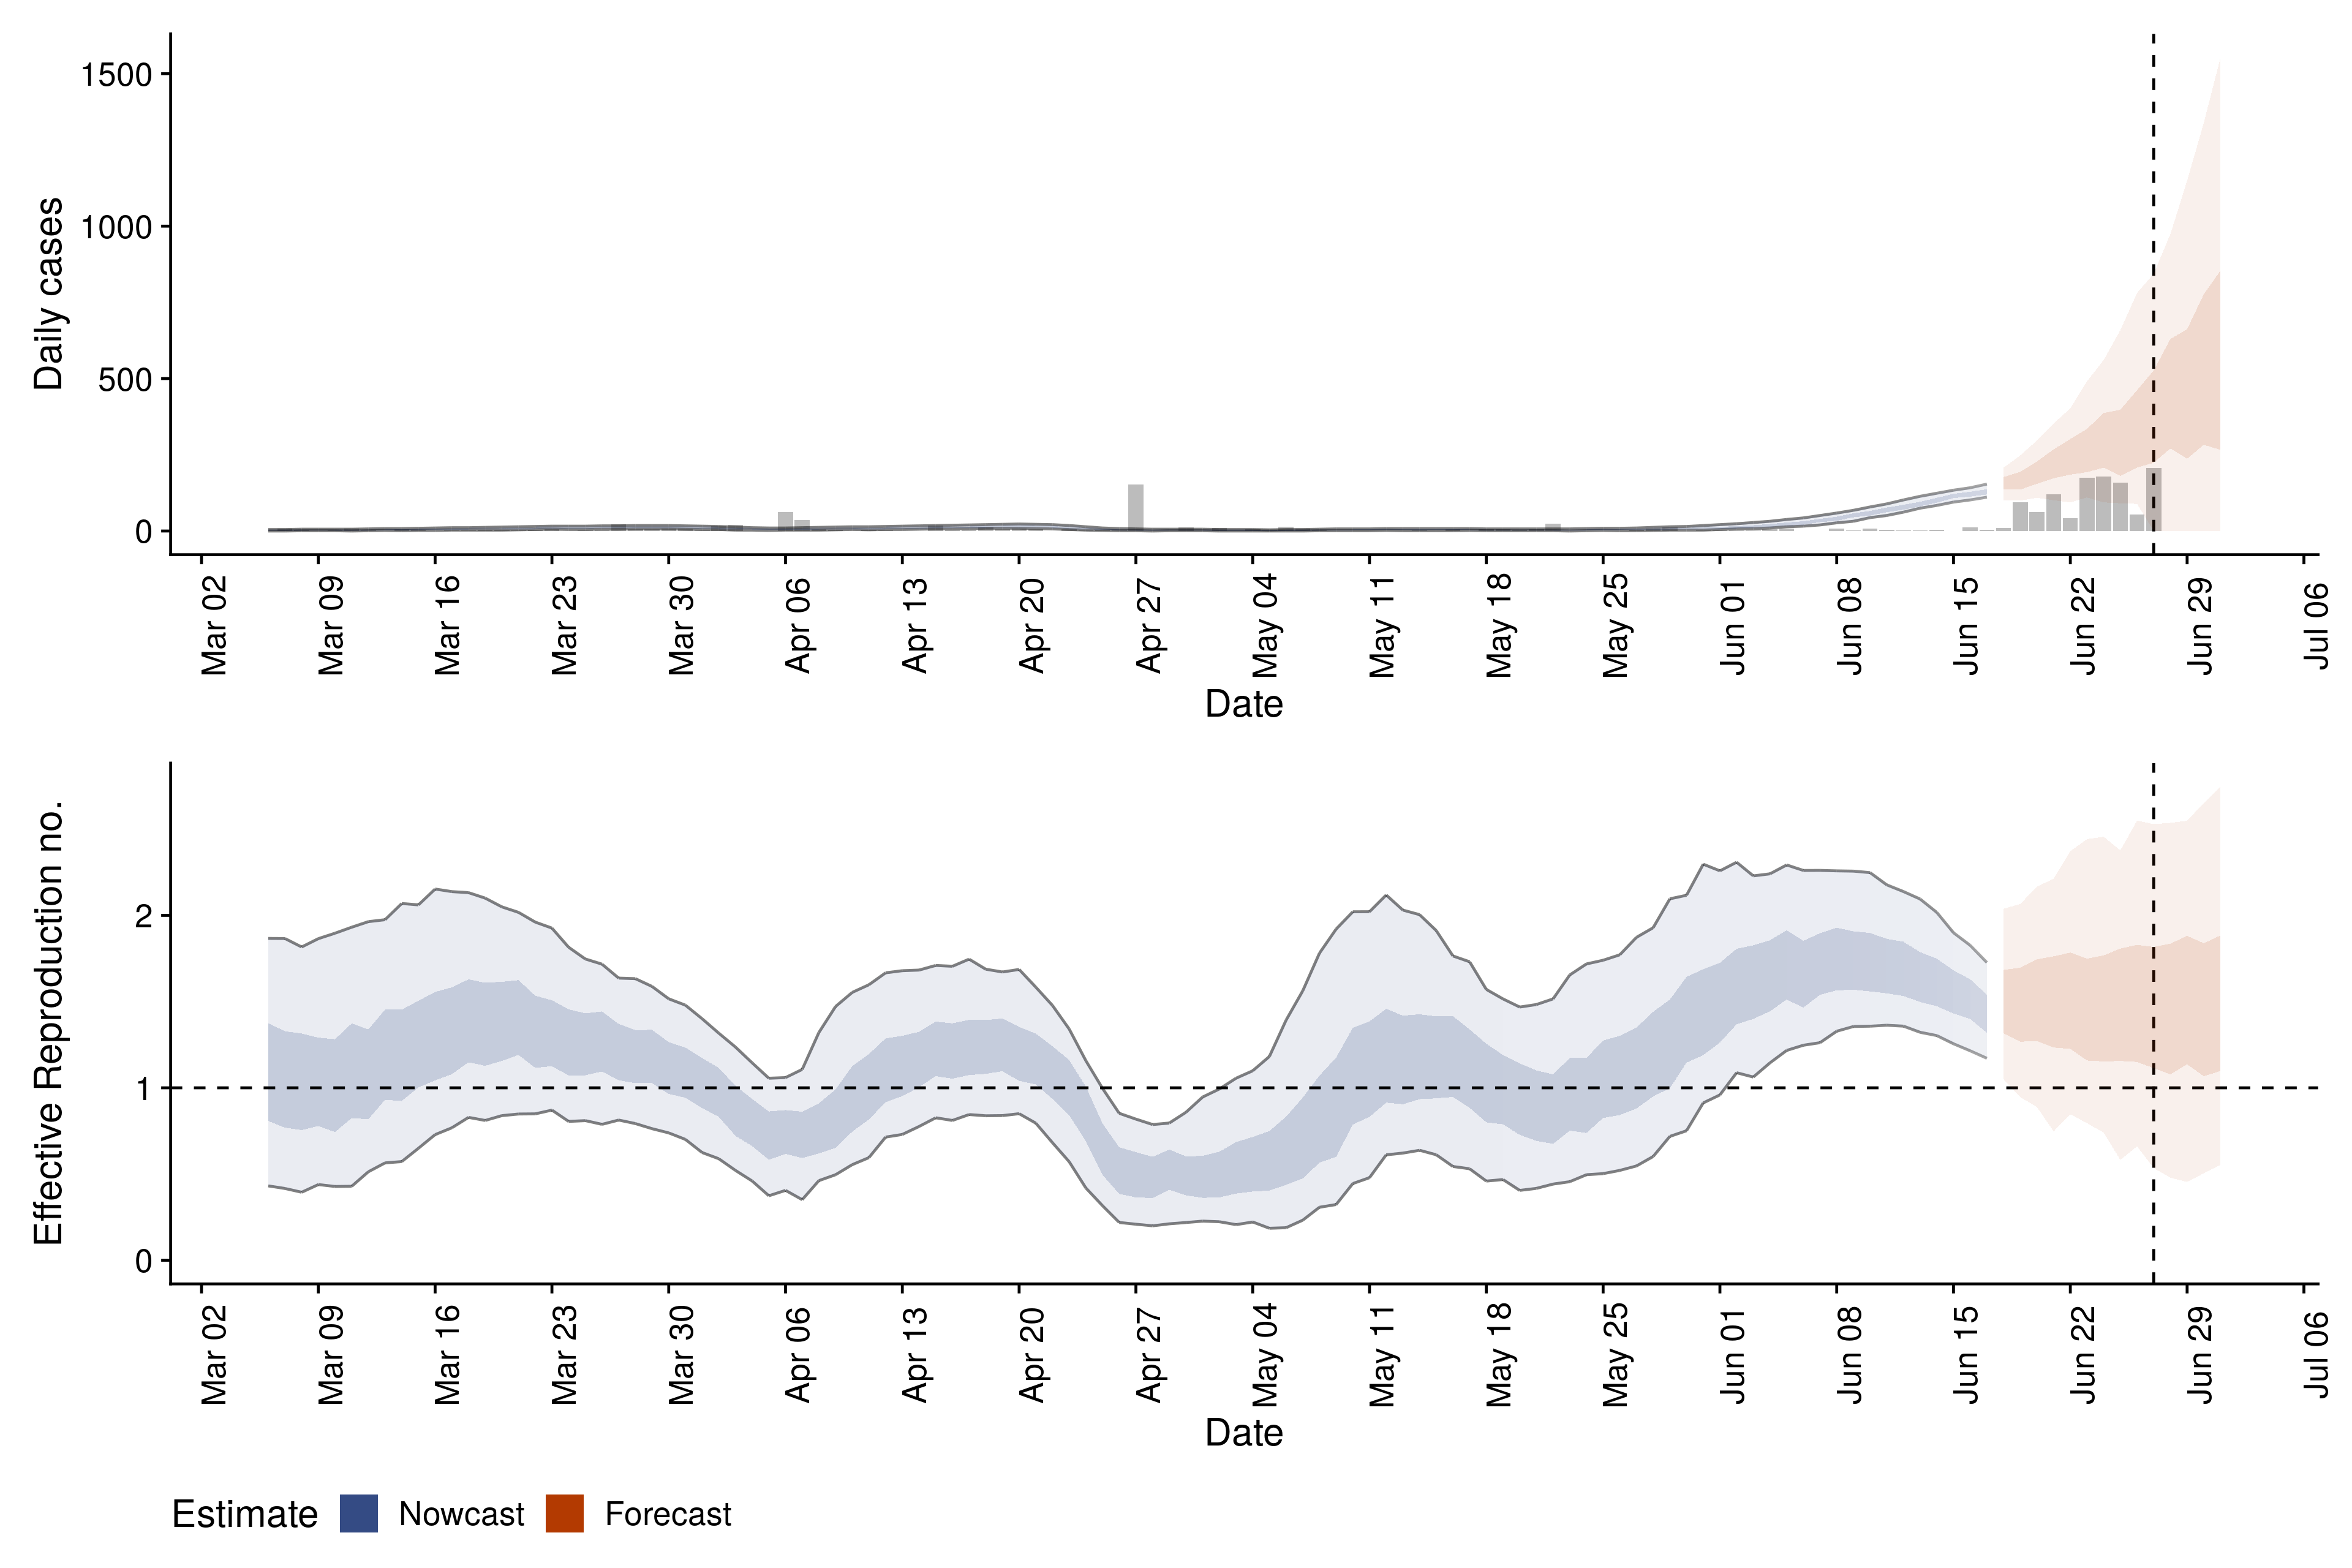 Daily cases
1500
1000
500
0
Mar 02
Mar 09
Mar 16
Mar 23
Mar 30
Apr 06
Apr 13
Apr 20
Apr 27
May 04
May 11
May 18
May 25
Jun 01
Jun 08
Jun 15
Jun 22
Jun 29
Jul 06
Date
Effective Reproduction no.
2
1
0
Mar 02
Mar 09
Mar 16
Mar 23
Mar 30
Apr 06
Apr 13
Apr 20
Apr 27
May 04
May 11
May 18
May 25
Jun 01
Jun 08
Jun 15
Jun 22
Jun 29
Jul 06
Date
Estimate Nowcast Forecast